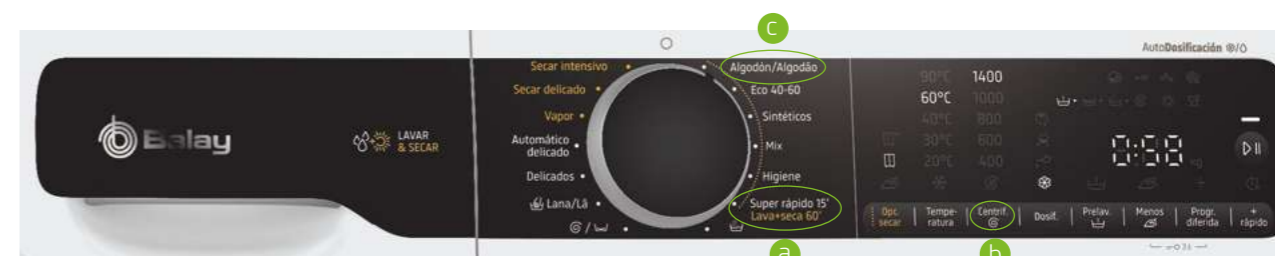 c
AutoDosificación
Balay
LAVAR
& SECAR
Secar intensivo
Secar delicado
Vapor
Automático
delicado
Delicados
Lana/Lã
Algodón/Algodão
Eco 40-60
Sintéticos
Mix
Higiene
Super rápido 15'
Lava+seca 60'
90°C 1400
60°C 1000
40°C 800
30°C 600
20°C 400
0:58
Opc.
secar
Tempe-
ratura
Centrif.
Dosif.
Prelav.
Menos
Progr.
diferida
+
rápido
a
b